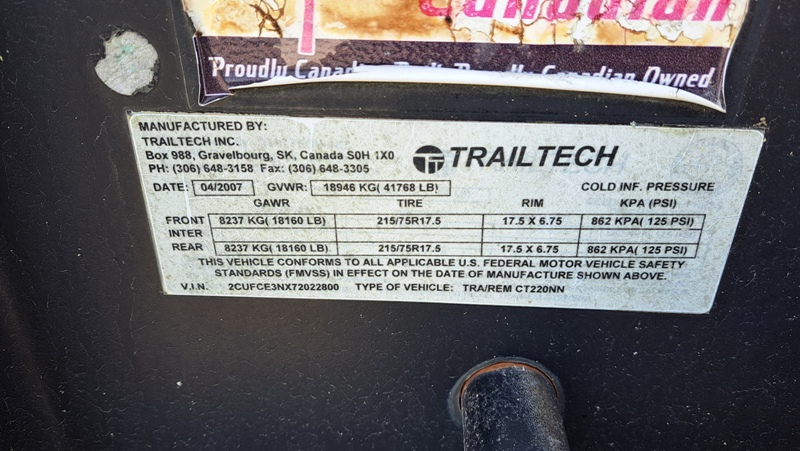 Canadian
Proudly Canadian Owned
MANUFACTURED BY:
TRAILTECH INC.
Box 988, Gravelbourg, SK, Canada S0H 1X0
PH: (306) 648-3158 Fax: (306) 648-3305
TRAILTECH
DATE: 04/2007 GVWR: 18946 KG( 41768 LB) COLD INF. PRESSURE
GAWR TIRE RIM KPA (PSI)
FRONT 8237 KG( 18160 LB) 215/75R17.5 17.5 X 6.75 862 KPA( 125 PSI)
INTER
REAR 8237 KG( 18160 LB) 215/75R17.5 17.5 X 6.75 862 KPA( 125 PSI)
THIS VEHICLE CONFORMS TO ALL APPLICABLE U.S. FEDERAL MOTOR VEHICLE SAFETY
STANDARDS (FMVSS) IN EFFECT ON THE DATE OF MANUFACTURE SHOWN ABOVE.
V.I.N. 2CUFCE3NX72022800 TYPE OF VEHICLE: TRA/REM CT220NN